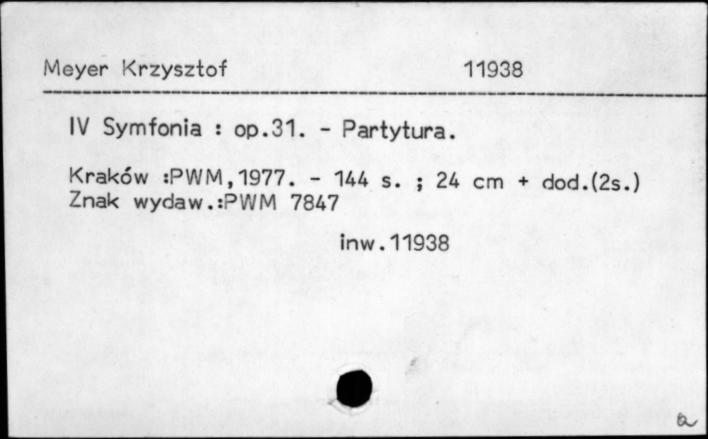 Meyer Krzysztof 11938
IV Symfonia : op.31. - Partytura.
Kraków :PWM,1977. - 144 s. ; 24 cm + dod.(2s.)
Znak wydaw.:PWM 7847
inw.11938
a